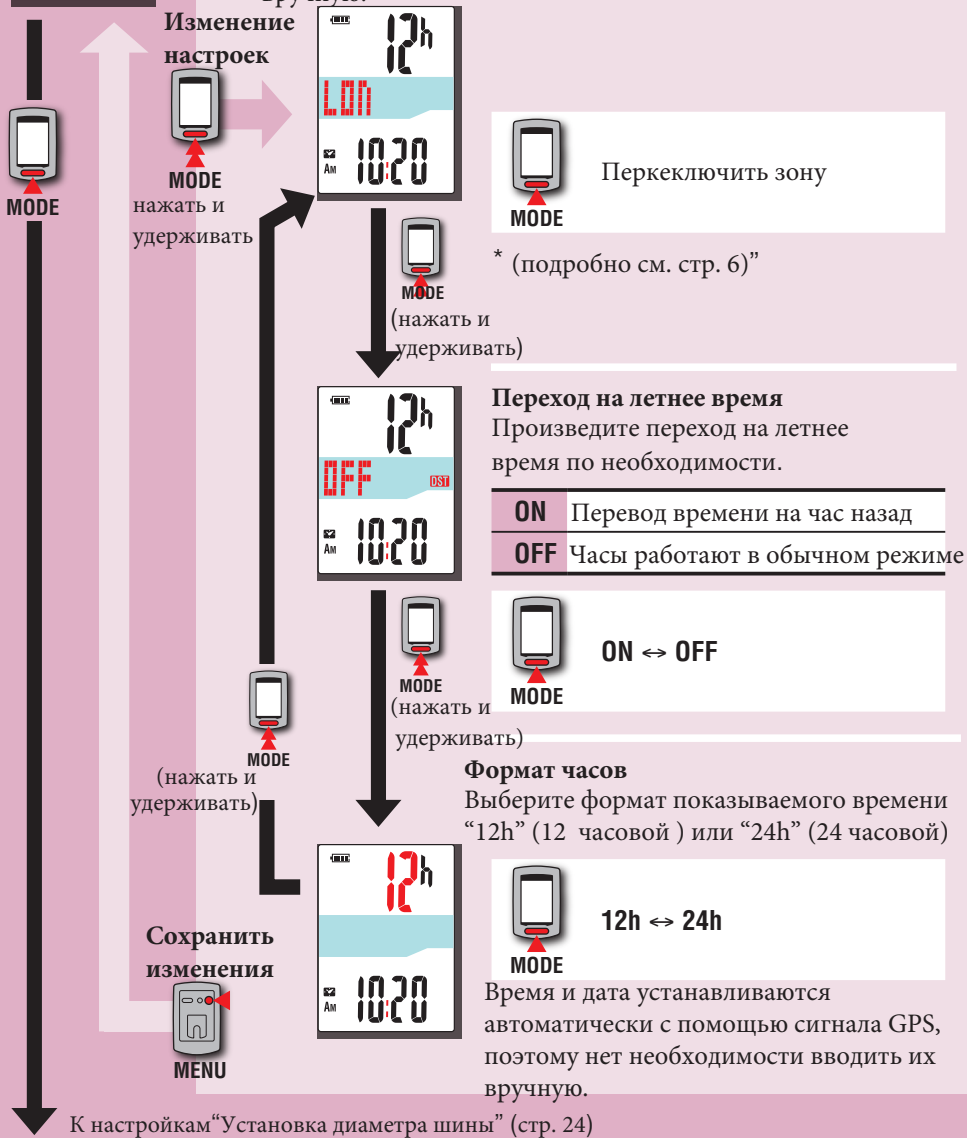 Изменение
настроек
MODE
MODE
нажать и
удерживать
12h
LON
AM 10:20
MODE
Перкеключить зону
* (подробно см. стр. 6)”
MODE
(нажать и
удерживать)
12h
OFF DST
AM 10:20
Переход на летнее время
Произведите переход на летнее
время по необходимости.
ON Перевод времени на час назад
OFF Часы работают в обычном режиме
MODE
ON ↔ OFF
MODE
(нажать и
удерживать)
MODE
(нажать и
удерживать)
Формат часов
Выберите формат показываемого времени
“12h” (12 часовой ) или “24h” (24 часовой)
12h
AM 10:20
MODE
12h ↔ 24h
Сохранить
изменения
MENU
Время и дата устанавливаются
автоматически с помощью сигнала GPS,
поэтому нет необходимости вводить их
вручную.
К настройкам“Установка диаметра шины” (стр. 24)